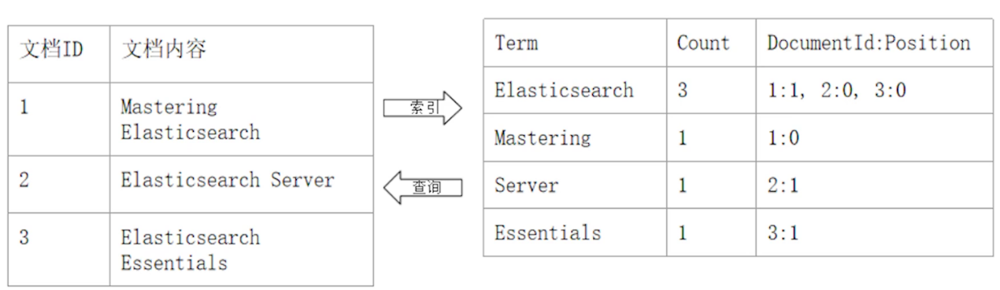 文档ID 文档内容
1 Mastering
Elasticsearch
2 Elasticsearch Server
3 Elasticsearch
Essentials
索引
查询
Term Count DocumentId:Position
Elasticsearch 3 1:1, 2:0, 3:0
Mastering 1 1:0
Server 1 2:1
Essentials 1 3:1